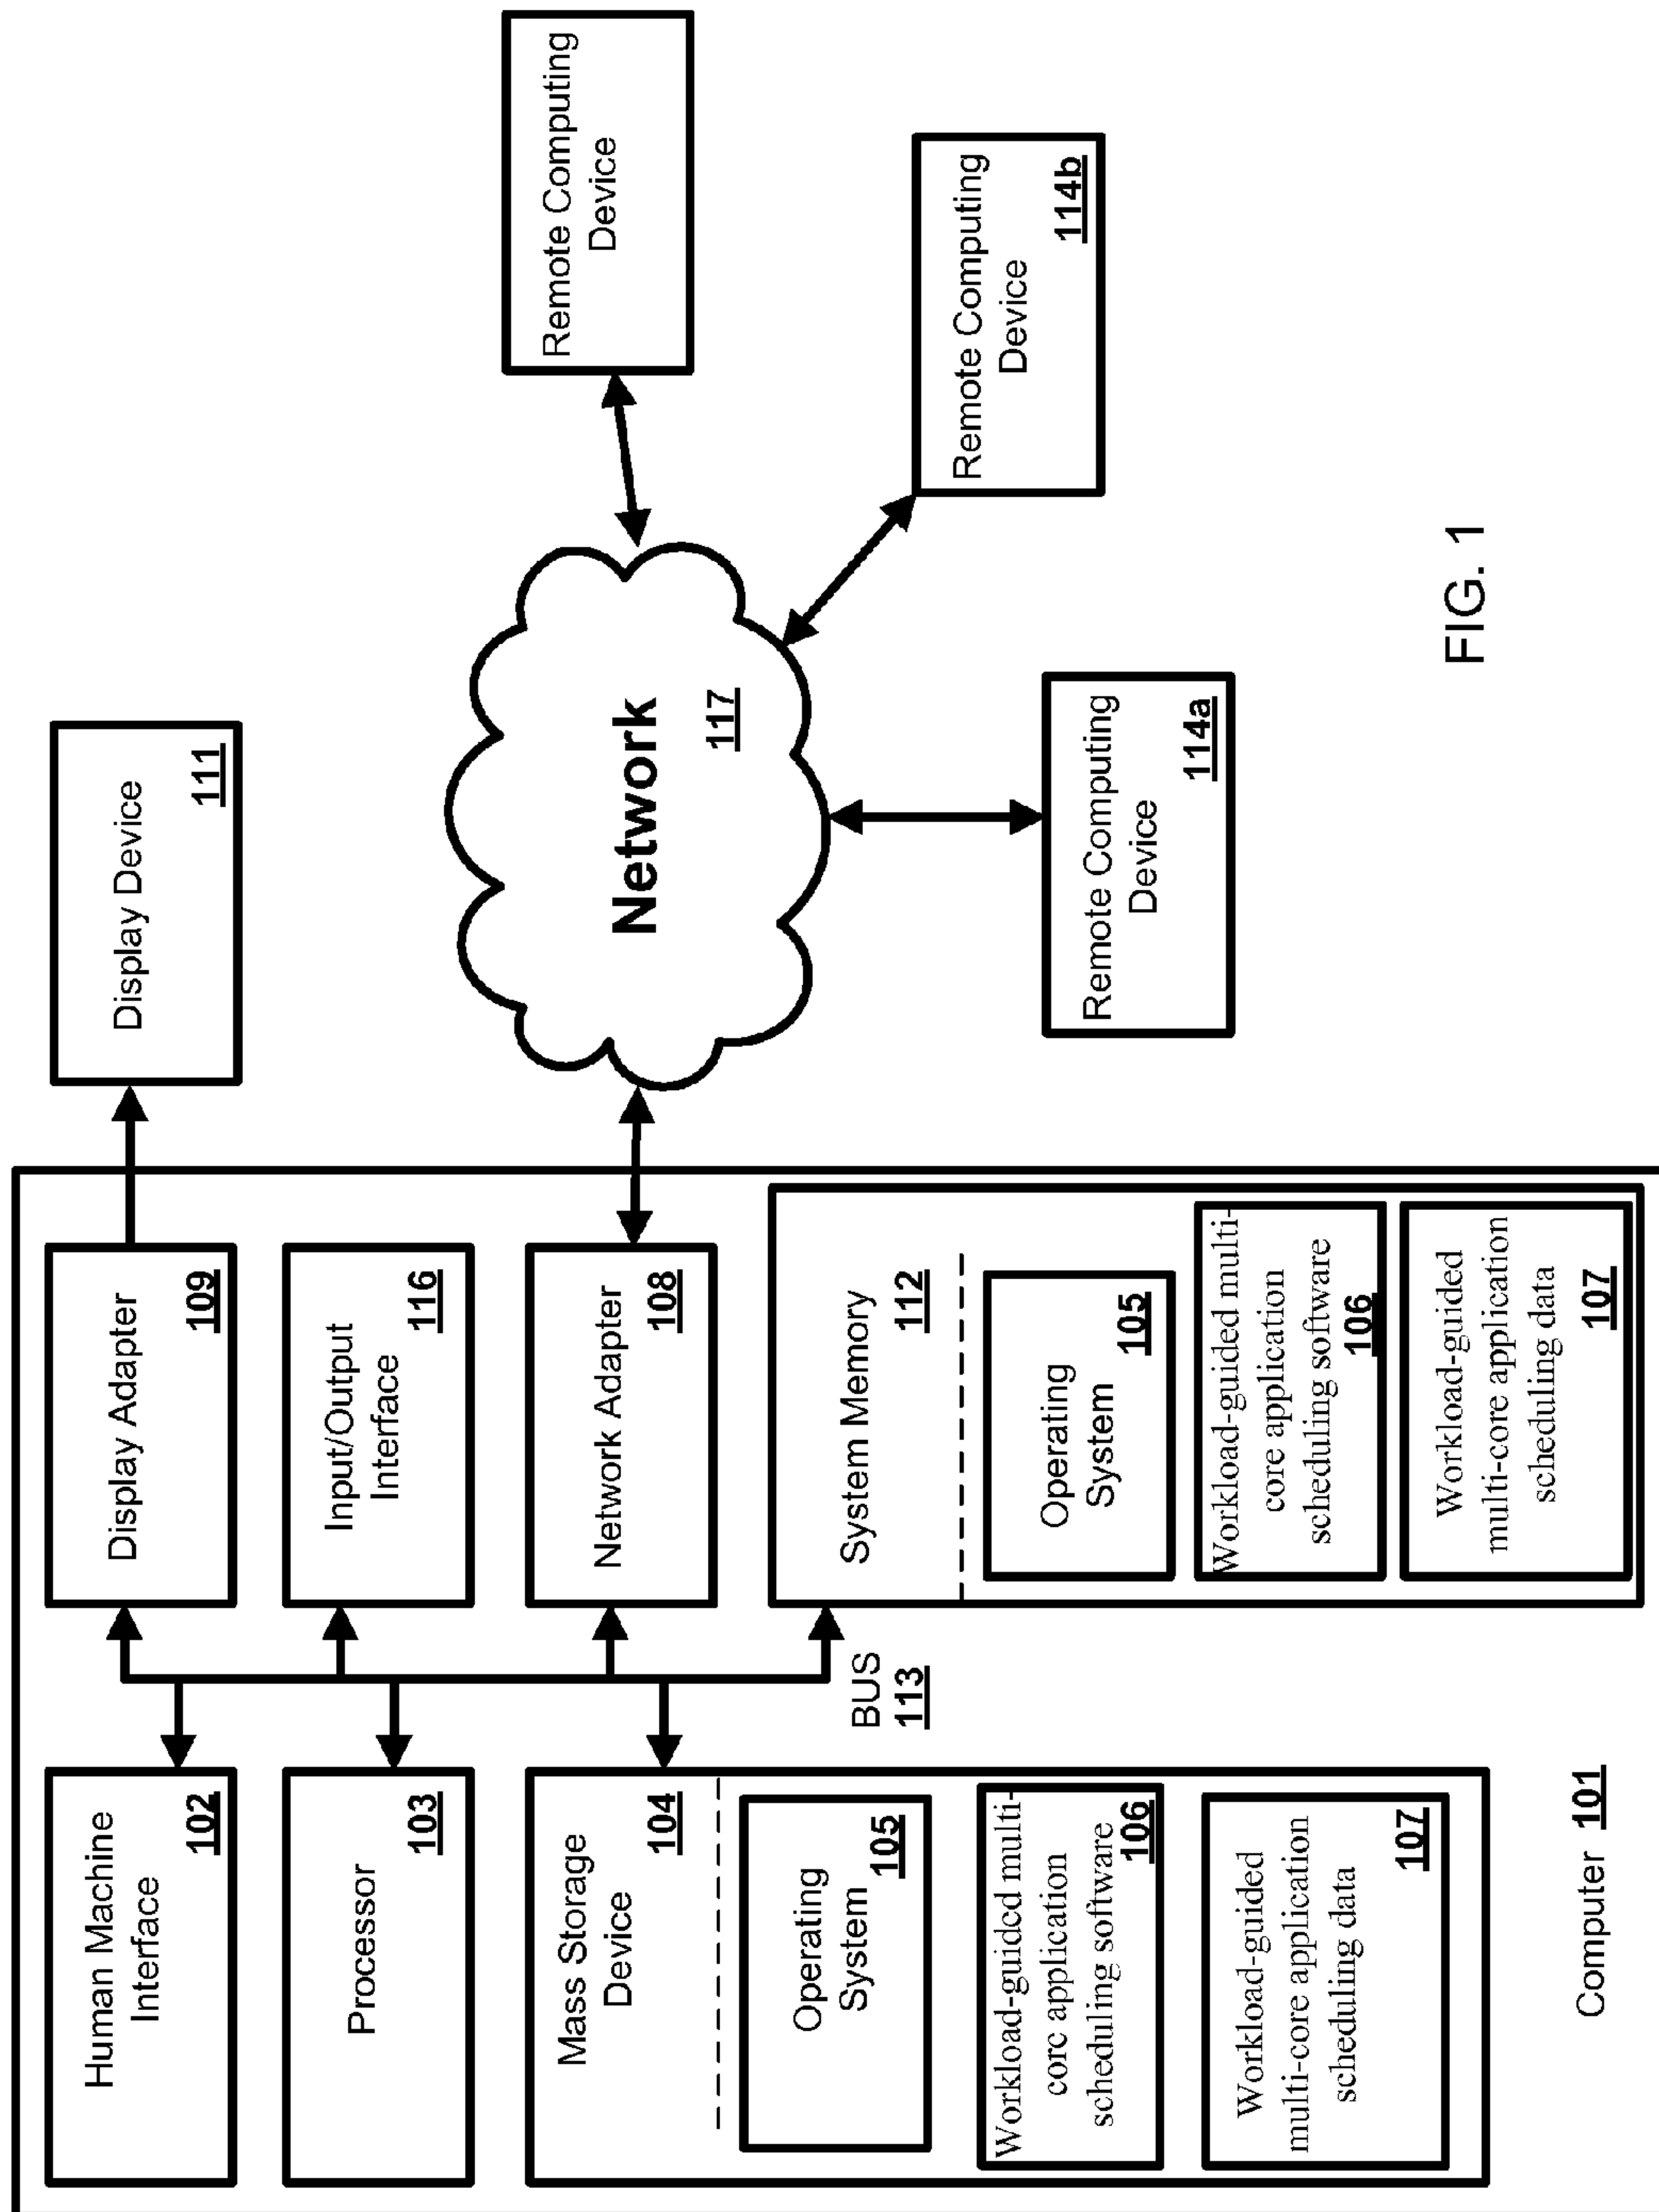 Human Machine
Interface
102
Processor
103
Mass Storage
Device
104
Operating
System
105
Workload-guided multi-
core application
scheduling software
106
Workload-guided
multi-core application
scheduling data
107
Computer 101
BUS
113
Display Adapter
109
Input/Output
Interface
116
Network Adapter
108
System Memory
112
Operating
System
105
Workload-guided multi-
core application
scheduling software
106
Workload-guided
multi-core application
scheduling data
107
Display Device
111
Network
117
Remote Computing
Device
114a
Remote Computing
Device
114b
Remote Computing
Device
FIG. 1